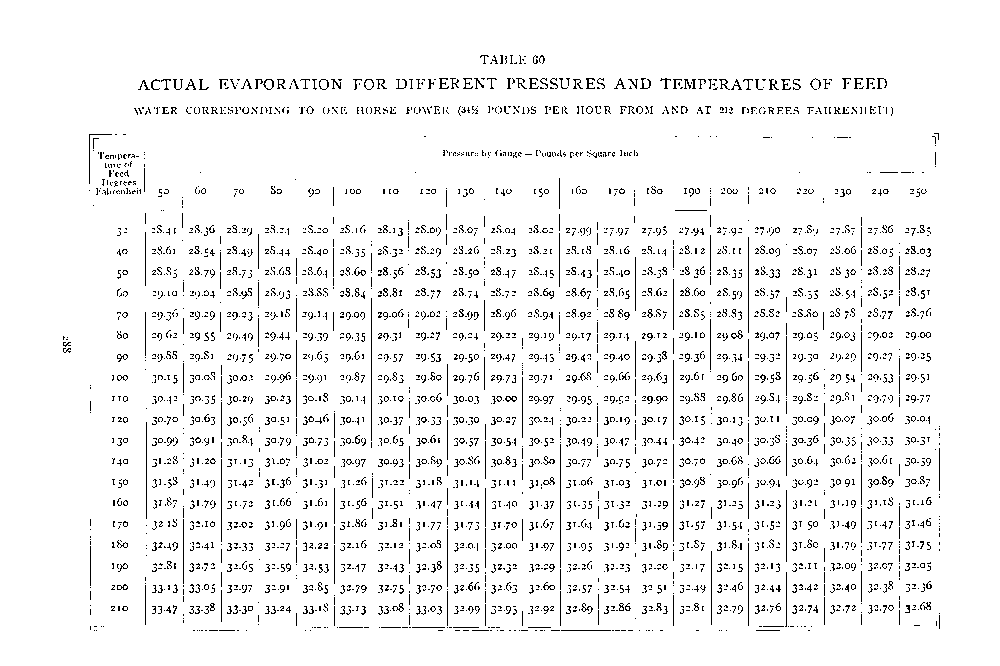 TABLE 60
ACTUAL EVAPORATION FOR DIFFERENT PRESSURES AND TEMPERATURES OF FEED
WATER CORRESPONDING TO ONE HORSE POWER (34½ POUNDS PER HOUR FROM AND AT 212 DEGREES FAHRENHEIT)
Tempera-
ture of
Feed
Degrees
Fahrenheit
Pressure by Gauge — Pounds per Square Inch
50 60 70 80 90 100 110 120 130 140 150 160 170 180 190 200 210 220 230 240 250
32 28.41 28.36 28.29 28.24 28.20 28.16 28.13 28.09 28.07 28.04 28.02 27.99 27.97 27.95 27.94 27.92 27.90 27.89 27.87 27.86 27.85
40 28.61 28.54 28.49 28.44 28.40 28.35 28.32 28.29 28.26 28.23 28.21 28.18 28.16 28.14 28.12 28.11 28.09 28.07 28.06 28.05 28.03
50 28.85 28.79 28.73 28.68 28.64 28.60 28.56 28.53 28.50 28.47 28.45 28.43 28.40 28.38 28.36 28.35 28.33 28.31 28.30 28.28 28.27
60 29.10 29.04 28.98 28.93 28.88 28.84 28.81 28.77 28.74 28.72 28.69 28.67 28.65 28.62 28.60 28.59 28.57 28.55 28.54 28.52 28.51
70 29.36 29.29 29.23 29.18 29.14 29.09 29.06 29.02 28.99 28.96 28.94 28.92 28.89 28.87 28.85 28.83 28.82 28.80 28.78 28.77 28.76
80 29.62 29.55 29.49 29.44 29.39 29.35 29.31 29.27 29.24 29.22 29.19 29.17 29.14 29.12 29.10 29.08 29.07 29.05 29.03 29.02 29.00
90 29.88 29.81 29.75 29.70 29.65 29.61 29.57 29.53 29.50 29.47 29.45 29.42 29.40 29.38 29.36 29.34 29.32 29.30 29.29 29.27 29.25
100 30.15 30.08 30.02 29.96 29.91 29.87 29.83 29.80 29.76 29.73 29.71 29.68 29.66 29.63 29.61 29.60 29.58 29.56 29.54 29.53 29.51
110 30.42 30.35 30.29 30.23 30.18 30.14 30.10 30.06 30.03 30.00 29.97 29.95 29.92 29.90 29.88 29.86 29.84 29.82 29.81 29.79 29.77
120 30.70 30.63 30.56 30.51 30.46 30.41 30.37 30.33 30.30 30.27 30.24 30.22 30.19 30.17 30.15 30.13 30.11 30.09 30.07 30.06 30.04
130 30.99 30.91 30.84 30.79 30.73 30.69 30.65 30.61 30.57 30.54 30.52 30.49 30.47 30.44 30.42 30.40 30.38 30.36 30.35 30.33 30.31
140 31.28 31.20 31.13 31.07 31.02 30.97 30.93 30.89 30.86 30.83 30.80 30.77 30.75 30.72 30.70 30.68 30.66 30.64 30.62 30.61 30.59
150 31.58 31.49 31.42 31.36 31.31 31.26 31.22 31.18 31.14 31.11 31.08 31.06 31.03 31.01 30.98 30.96 30.94 30.92 30.91 30.89 30.87
160 31.87 31.79 31.72 31.66 31.61 31.56 31.51 31.47 31.44 31.40 31.37 31.35 31.32 31.29 31.27 31.25 31.23 31.21 31.19 31.18 31.16
170 32.18 32.10 32.02 31.96 31.91 31.86 31.81 31.77 31.73 31.70 31.67 31.64 31.62 31.59 31.57 31.54 31.52 31.50 31.49 31.47 31.46
180 32.49 32.41 32.33 32.27 32.22 32.16 32.12 32.08 32.04 32.00 31.97 31.95 31.92 31.89 31.87 31.84 31.82 31.80 31.79 31.77 31.75
190 32.81 32.72 32.65 32.59 32.53 32.47 32.43 32.38 32.35 32.32 32.29 32.26 32.23 32.20 32.17 32.15 32.13 32.11 32.09 32.07 32.05
200 33.13 33.05 32.97 32.91 32.85 32.79 32.75 32.70 32.66 32.63 32.60 32.57 32.54 32.51 32.49 32.46 32.44 32.42 32.40 32.38 32.36
210 33.47 33.38 33.30 33.24 33.18 33.13 33.08 33.03 32.99 32.95 32.92 32.89 32.86 32.83 32.81 32.79 32.76 32.74 32.72 32.70 32.68
288